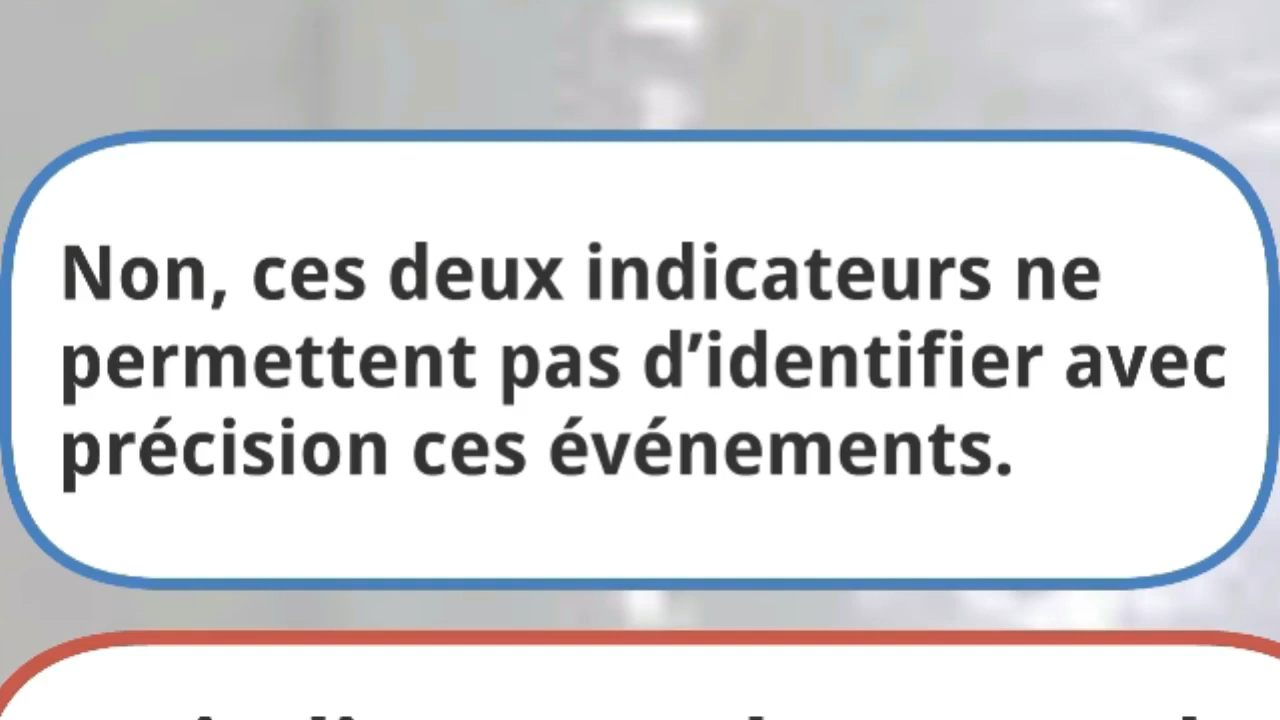 Non, ces deux indicateurs ne
permettent pas d’identifier avec
précision ces événements.